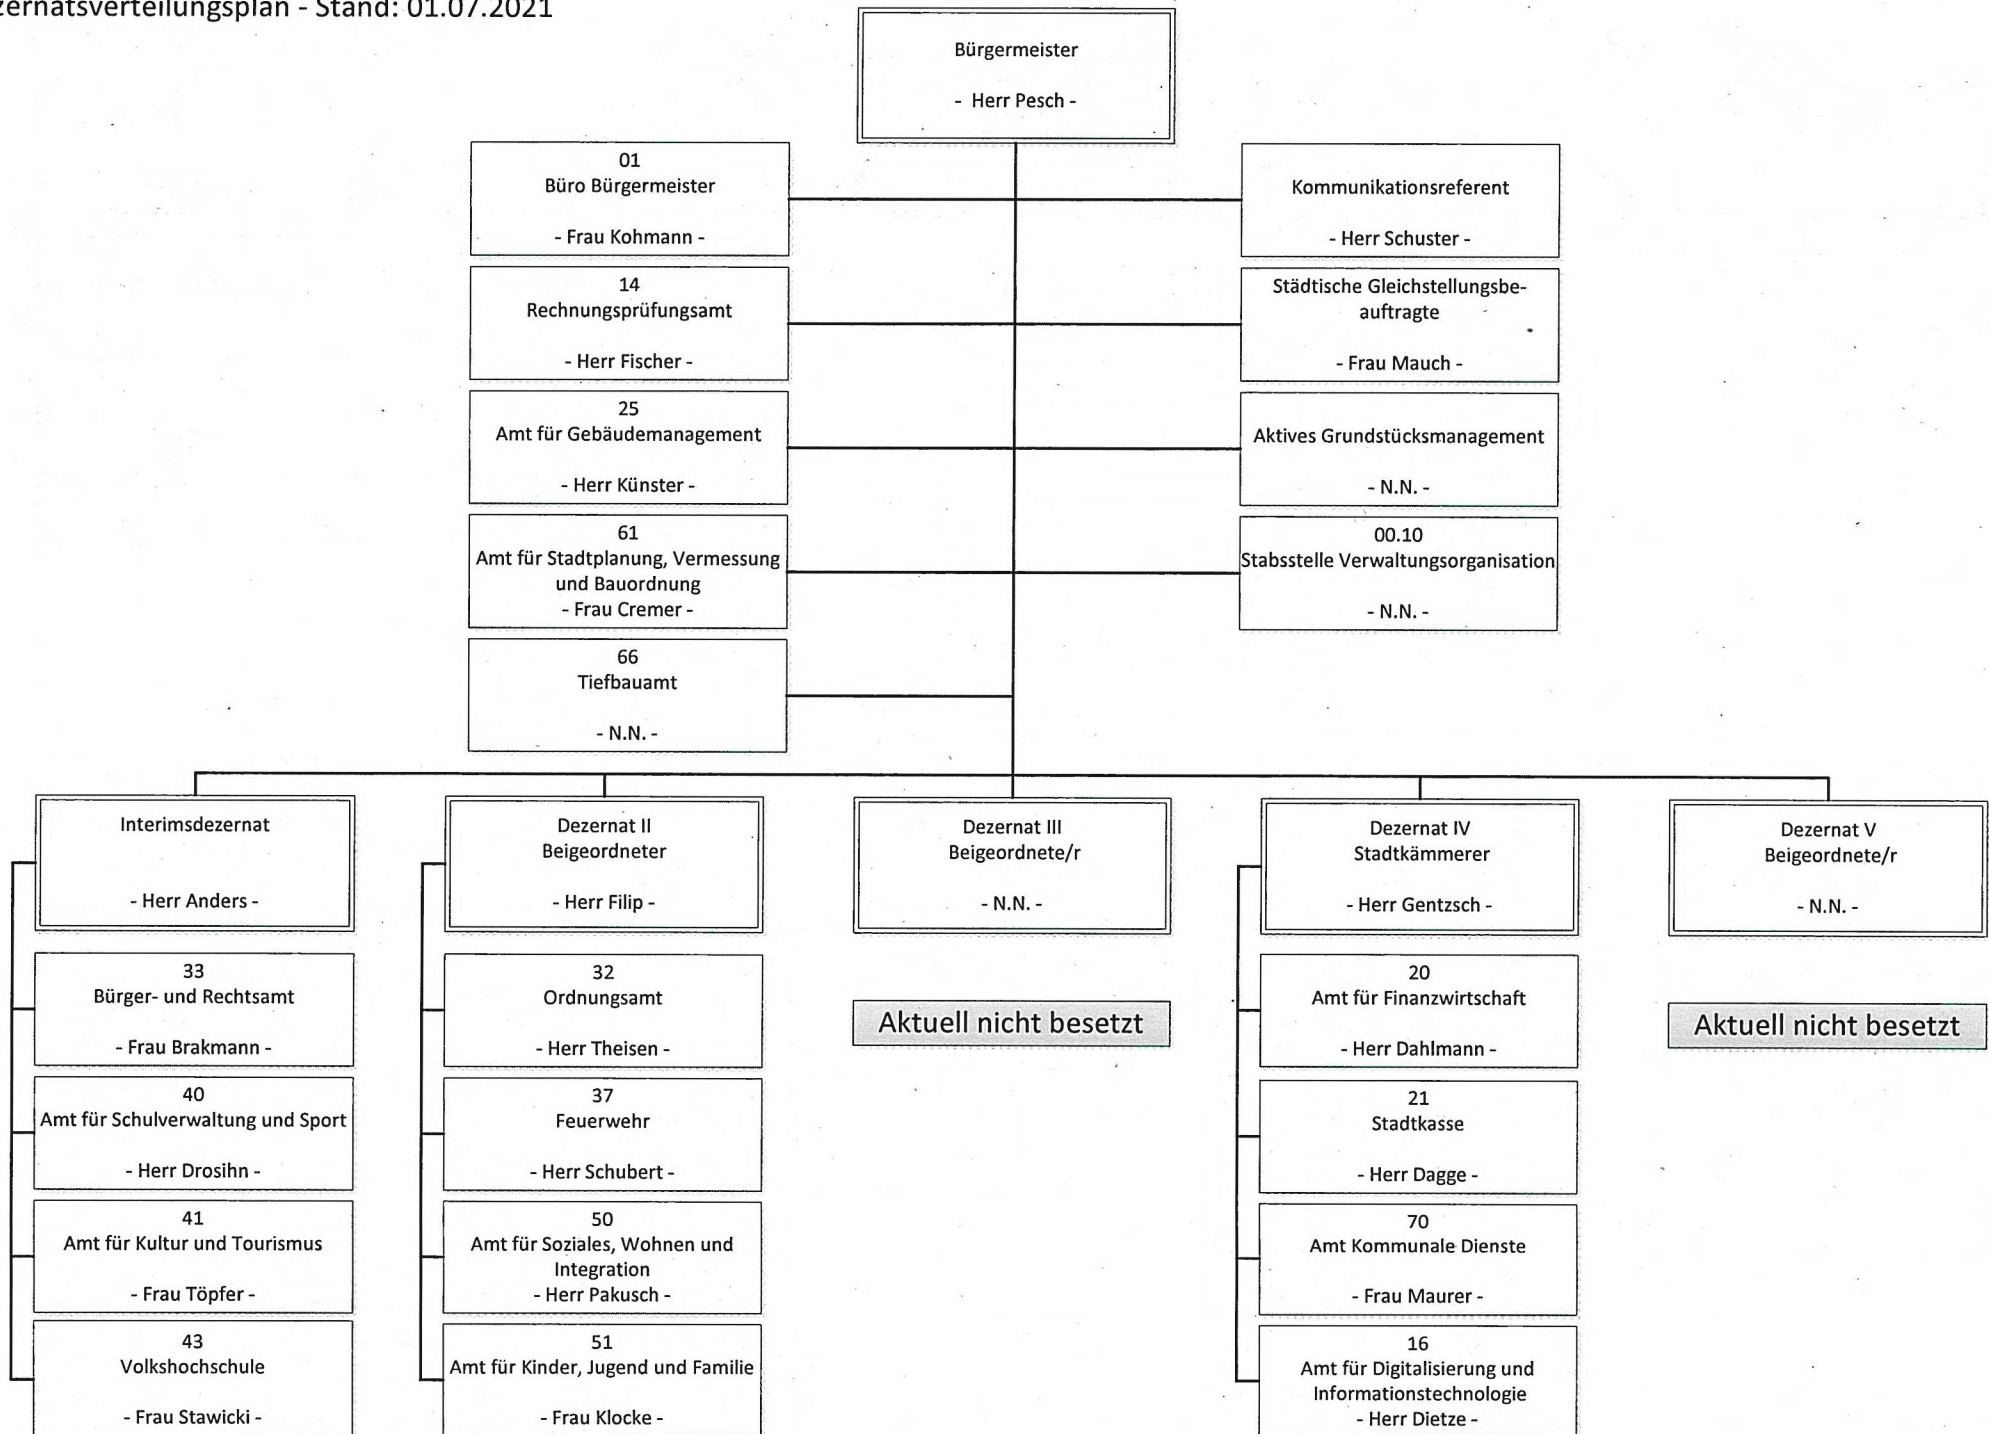 zernatsverteilungsplan - Stand: 01.07.2021
Bürgermeister
- Herr Pesch -
01
Büro Bürgermeister
- Frau Kohmann -
Kommunikationsreferent
- Herr Schuster -
14
Rechnungsprüfungsamt
- Herr Fischer -
Städtische Gleichstellungsbe-
auftragte
- Frau Mauch -
25
Amt für Gebäudemanagement
- Herr Künster -
Aktives Grundstücksmanagement
- N.N. -
61
Amt für Stadtplanung, Vermessung
und Bauordnung
- Frau Cremer -
00.10
Stabsstelle Verwaltungsorganisation
- N.N. -
66
Tiefbauamt
- N.N. -
Interimsdezernat
- Herr Anders -
33
Bürger- und Rechtsamt
- Frau Brakmann -
40
Amt für Schulverwaltung und Sport
- Herr Drosihn -
41
Amt für Kultur und Tourismus
- Frau Töpfer -
43
Volkshochschule
- Frau Stawicki -
Dezernat II
Beigeordneter
- Herr Filip -
32
Ordnungsamt
- Herr Theisen -
37
Feuerwehr
- Herr Schubert -
50
Amt für Soziales, Wohnen und
Integration
- Herr Pakusch -
51
Amt für Kinder, Jugend und Familie
- Frau Klocke -
Dezernat III
Beigeordnete/r
- N.N. -
Aktuell nicht besetzt
Dezernat IV
Stadtkämmerer
- Herr Gentzsch -
20
Amt für Finanzwirtschaft
- Herr Dahlmann -
21
Stadtkasse
- Herr Dagge -
70
Amt Kommunale Dienste
- Frau Maurer -
16
Amt für Digitalisierung und
Informationstechnologie
- Herr Dietze -
Dezernat V
Beigeordnete/r
- N.N. -
Aktuell nicht besetzt